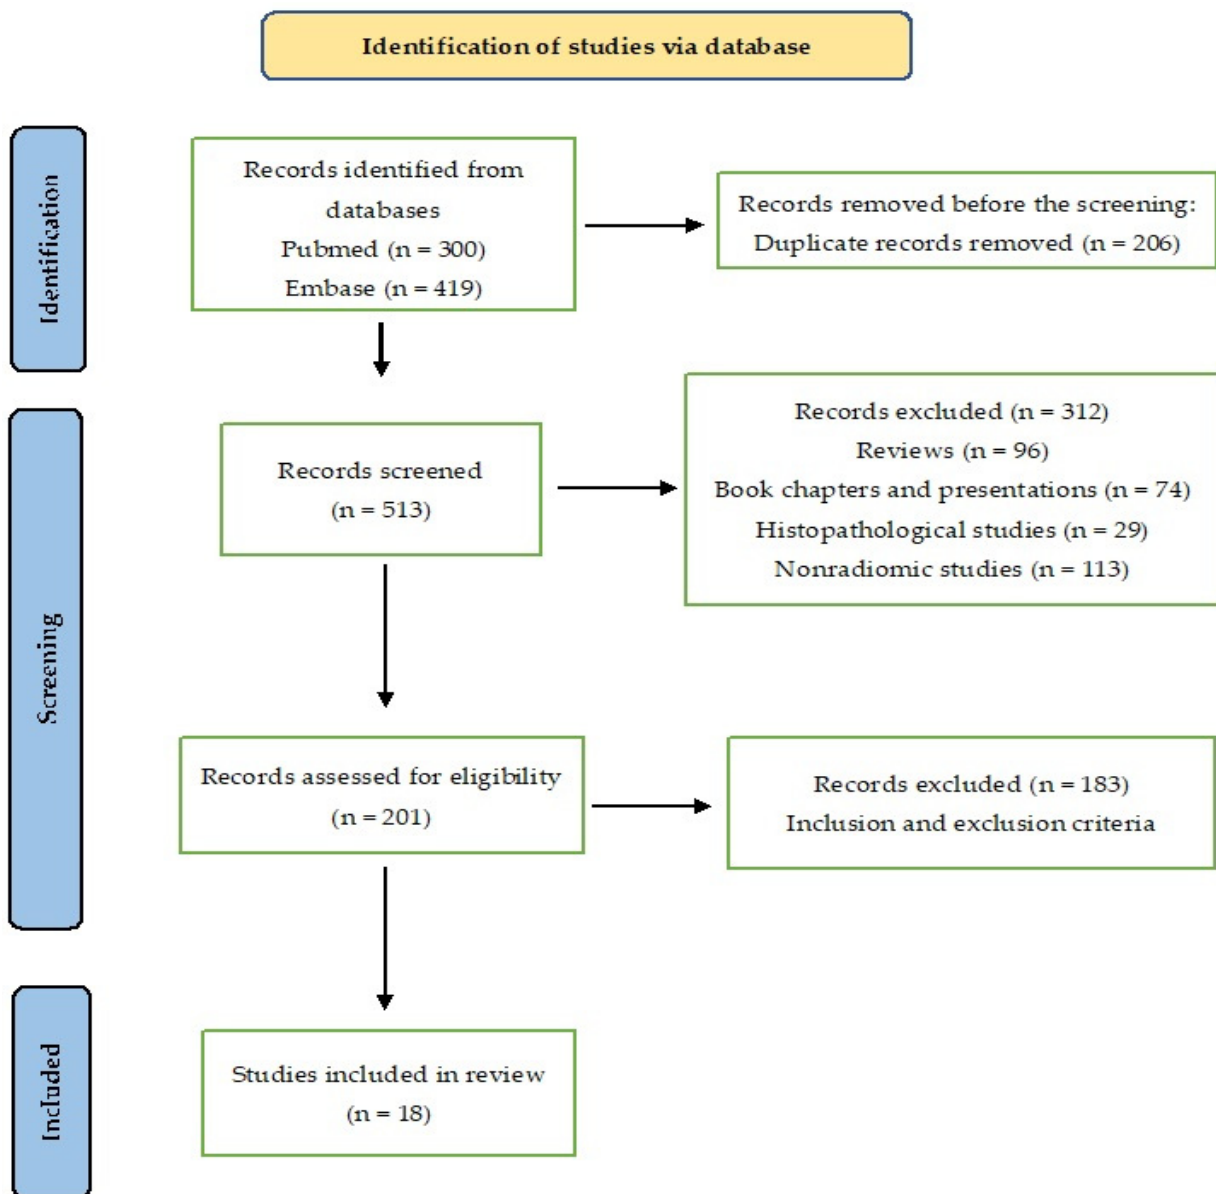 Identification of studies via database
Identification
Records identified from
databases
Pubmed (n = 300)
Embase (n = 419)
Records removed before the screening:
Duplicate records removed (n = 206)
Screening
Records screened
(n = 513)
Records excluded (n = 312)
Reviews (n = 96)
Book chapters and presentations (n = 74)
Histopathological studies (n = 29)
Nonradiomic studies (n = 113)
Records assessed for eligibility
(n = 201)
Records excluded (n = 183)
Inclusion and exclusion criteria
Included
Studies included in review
(n = 18)